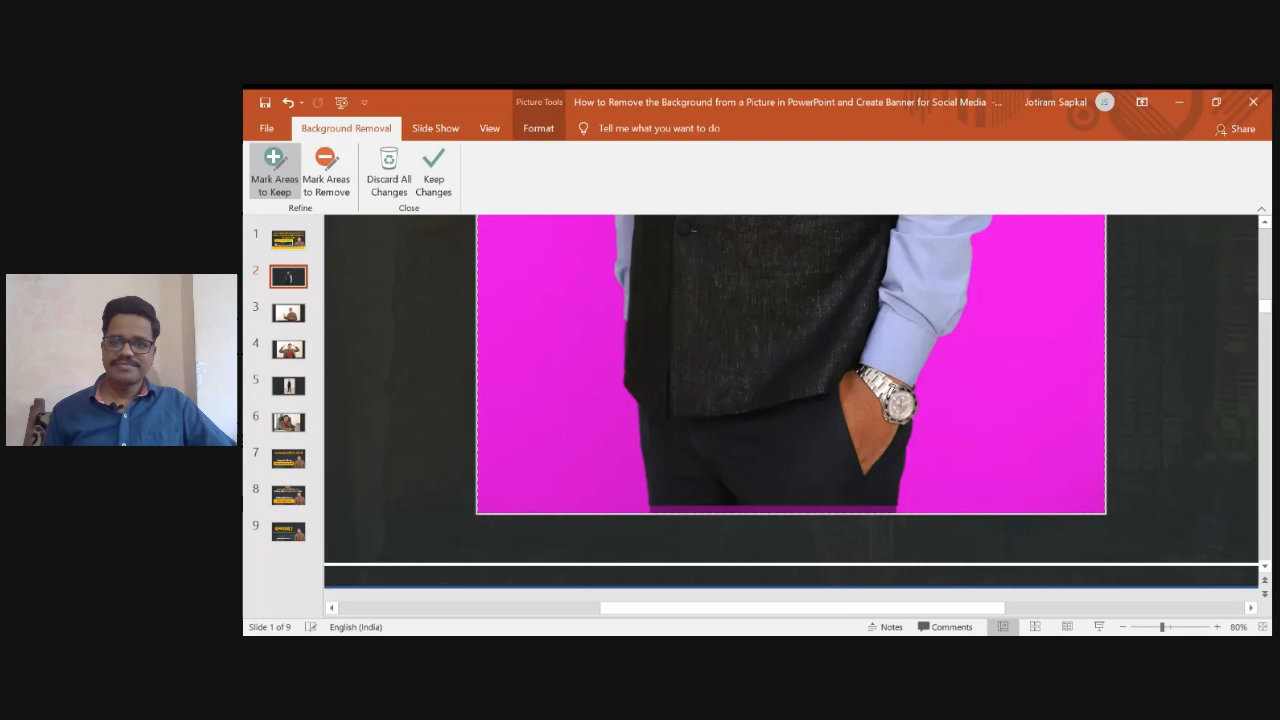 Picture Tools
How to Remove the Background from a Picture in PowerPoint and Create Banner for Social Media -...
Jotiram Sapkal
JS
File
Background Removal
Slide Show
View
Format
Tell me what you want to do
Share
Mark Areas to Keep
Mark Areas to Remove
Discard All Changes
Keep Changes
Refine
Close
1
2
3
4
5
6
7
8
9
Slide 1 of 9
English (India)
Notes
Comments
80%